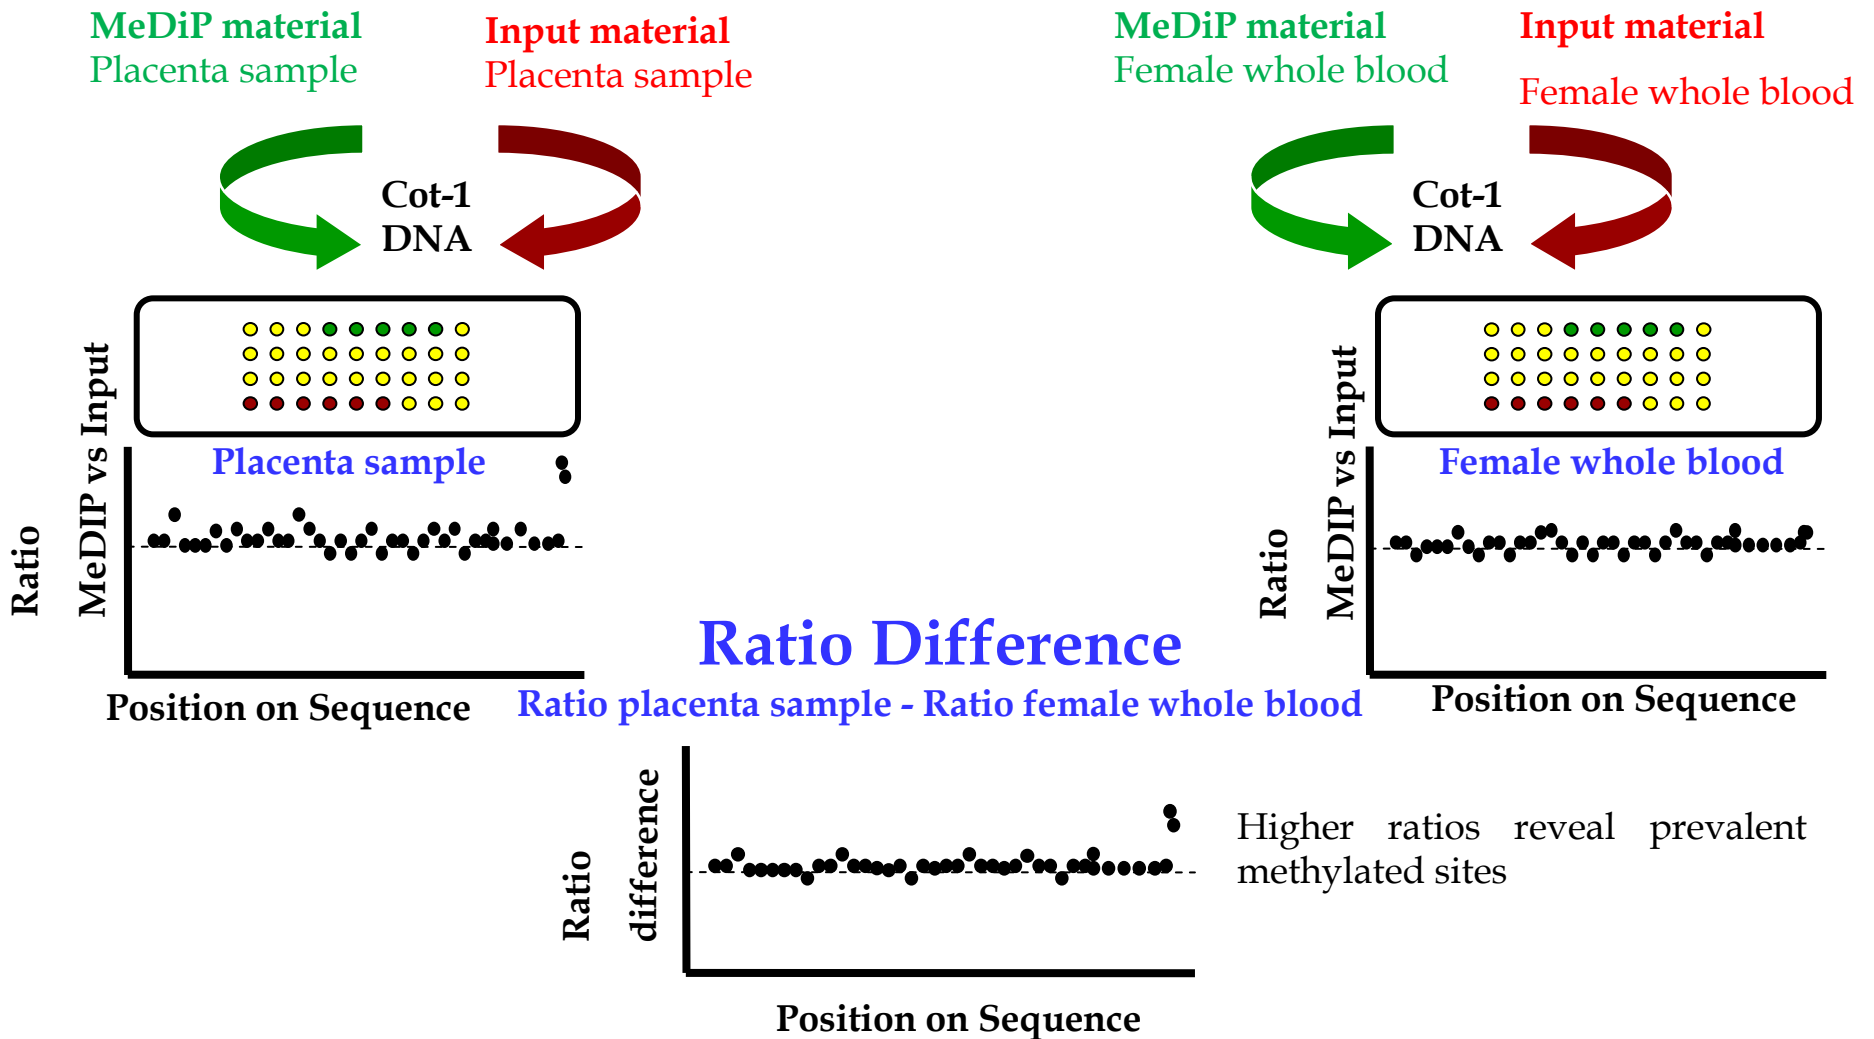 MeDiP material
Placenta sample
Input material
Placenta sample
Cot-1
DNA
Placenta sample
Ratio
MeDIP vs Input
Position on Sequence
MeDiP material
Female whole blood
Input material
Female whole blood
Cot-1
DNA
Female whole blood
Ratio
MeDIP vs Input
Position on Sequence
Ratio Difference
Ratio placenta sample - Ratio female whole blood
Ratio
difference
Position on Sequence
Higher ratios reveal prevalent
methylated sites